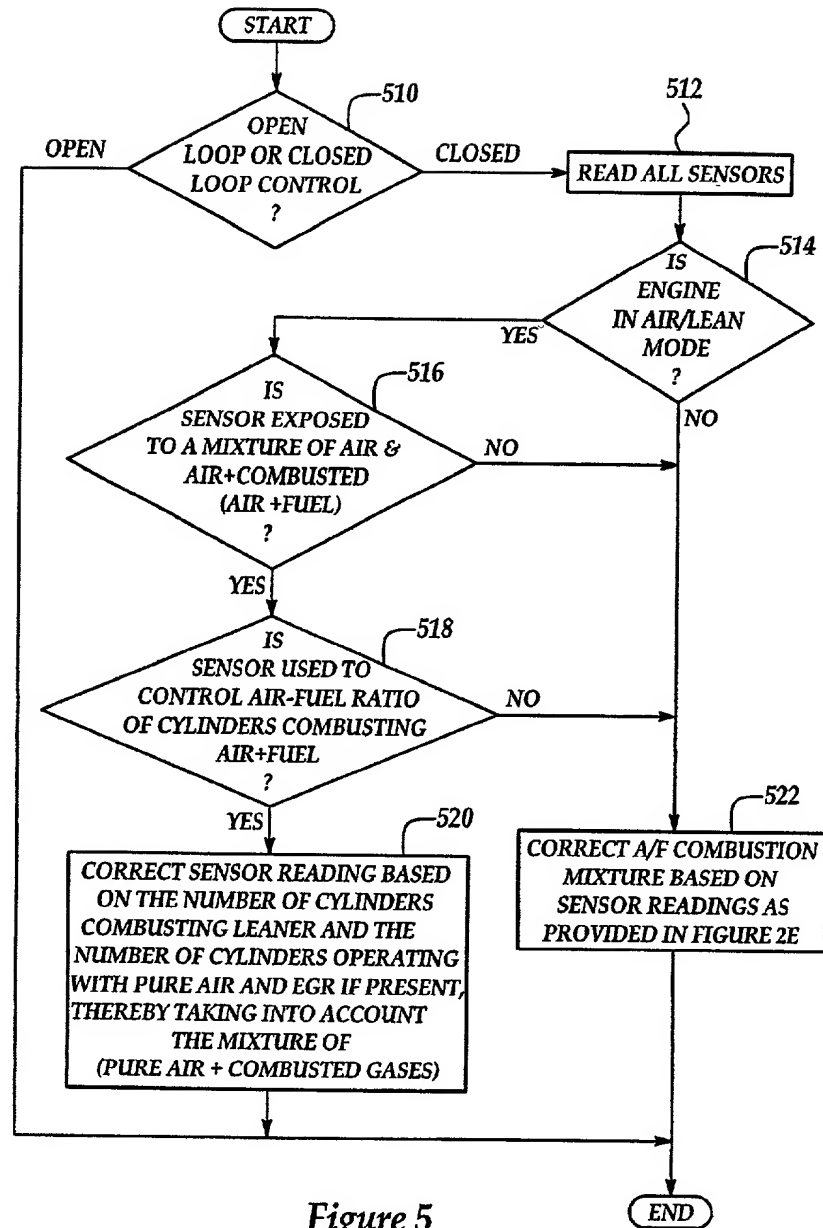 START
510
OPEN
LOOP OR CLOSED
LOOP CONTROL
?
OPEN
CLOSED
512
READ ALL SENSORS
514
IS
ENGINE
IN AIR/LEAN
MODE
?
YES
NO
516
IS
SENSOR EXPOSED
TO A MIXTURE OF AIR &
AIR+COMBUSTED
(AIR +FUEL)
?
NO
YES
518
IS
SENSOR USED TO
CONTROL AIR-FUEL RATIO
OF CYLINDERS COMBUSTING
AIR+FUEL
?
NO
YES
520
CORRECT SENSOR READING BASED
ON THE NUMBER OF CYLINDERS
COMBUSTING LEANER AND THE
NUMBER OF CYLINDERS OPERATING
WITH PURE AIR AND EGR IF PRESENT,
THEREBY TAKING INTO ACCOUNT
THE MIXTURE OF
(PURE AIR + COMBUSTED GASES)
522
CORRECT A/F COMBUSTION
MIXTURE BASED ON
SENSOR READINGS AS
PROVIDED IN FIGURE 2E
END
Figure 5